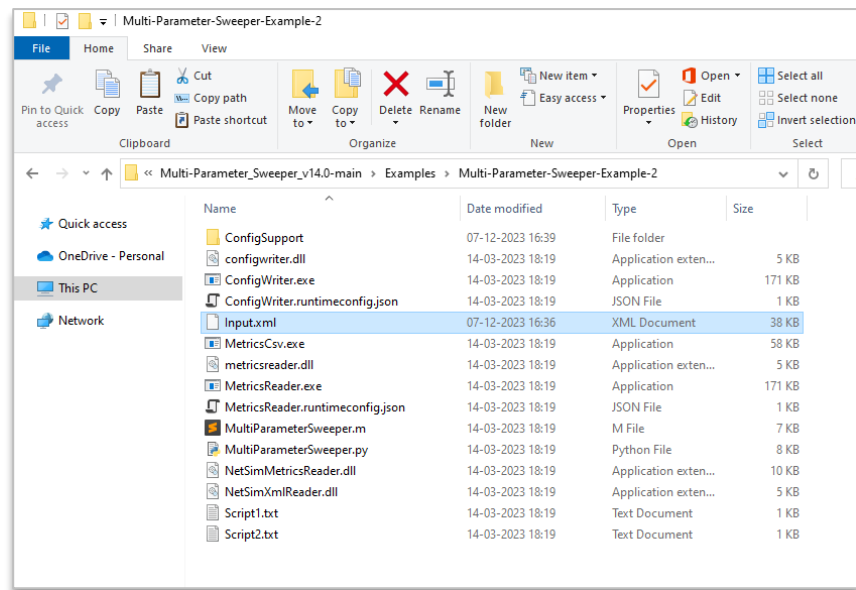 Multi-Parameter-Sweeper-Example-2
File Home Share View
Pin to Quick access
Copy
Paste
Cut
Copy path
Paste shortcut
Clipboard
Move to
Copy to
Delete
Rename
Organize
New folder
New item
Easy access
New
Properties
Open
Edit
History
Open
Select all
Select none
Invert selection
Select
« Multi-Parameter_Sweeper_v14.0-main › Examples › Multi-Parameter-Sweeper-Example-2
Quick access
OneDrive - Personal
This PC
Network
Name Date modified Type Size
ConfigSupport 07-12-2023 16:39 File folder
configwriter.dll 14-03-2023 18:19 Application exten... 5 KB
ConfigWriter.exe 14-03-2023 18:19 Application 171 KB
ConfigWriter.runtimeconfig.json 14-03-2023 18:19 JSON File 1 KB
Input.xml 07-12-2023 16:36 XML Document 38 KB
MetricsCsv.exe 14-03-2023 18:19 Application 58 KB
metricsreader.dll 14-03-2023 18:19 Application exten... 5 KB
MetricsReader.exe 14-03-2023 18:19 Application 171 KB
MetricsReader.runtimeconfig.json 14-03-2023 18:19 JSON File 1 KB
MultiParameterSweeper.m 14-03-2023 18:19 M File 7 KB
MultiParameterSweeper.py 14-03-2023 18:19 Python File 8 KB
NetSimMetricsReader.dll 14-03-2023 18:19 Application exten... 10 KB
NetSimXmlReader.dll 14-03-2023 18:19 Application exten... 5 KB
Script1.txt 14-03-2023 18:19 Text Document 1 KB
Script2.txt 14-03-2023 18:19 Text Document 1 KB